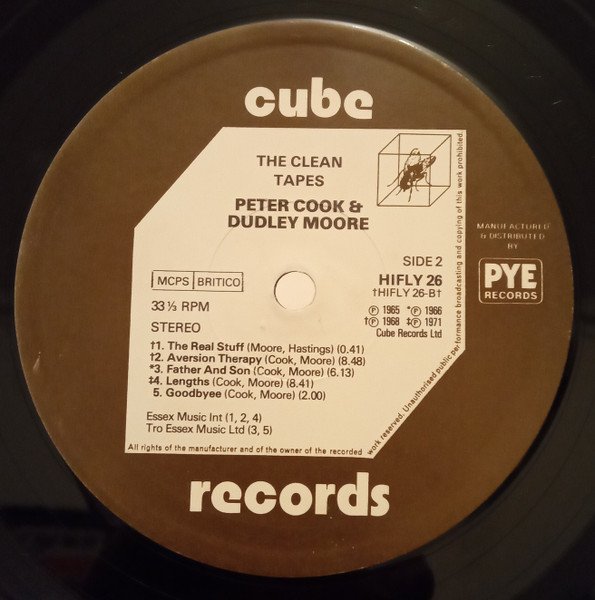 cube
THE CLEAN
TAPES
PETER COOK &
DUDLEY MOORE
MANUFACTURED
& DISTRIBUTED
BY
PYE
RECORDS
SIDE 2
HIFLY 26
†HIFLY 26-B†
MCPS BRITICO
33⅓ RPM
STEREO
℗ 1965 *℗ 1966
†℗ 1968 ‡℗ 1971
Cube Records Ltd
†1. The Real Stuff (Moore, Hastings) (0.41)
†2. Aversion Therapy (Cook, Moore) (8.48)
*3. Father And Son (Cook, Moore) (6.13)
‡4. Lengths (Cook, Moore) (8.41)
5. Goodbyee (Cook, Moore) (2.00)
Essex Music Int (1, 2, 4)
Tro Essex Music Ltd (3, 5)
All rights of the manufacturer and of the owner of the recorded
work reserved. Unauthorised public performance broadcasting and copying of this work prohibited.
records